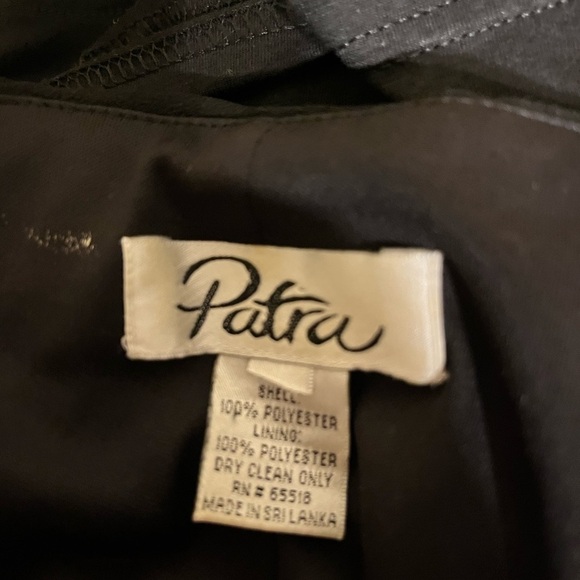 Patra
SHELL:
100% POLYESTER
LINING:
100% POLYESTER
DRY CLEAN ONLY
RN # 65518
MADE IN SRI LANKA